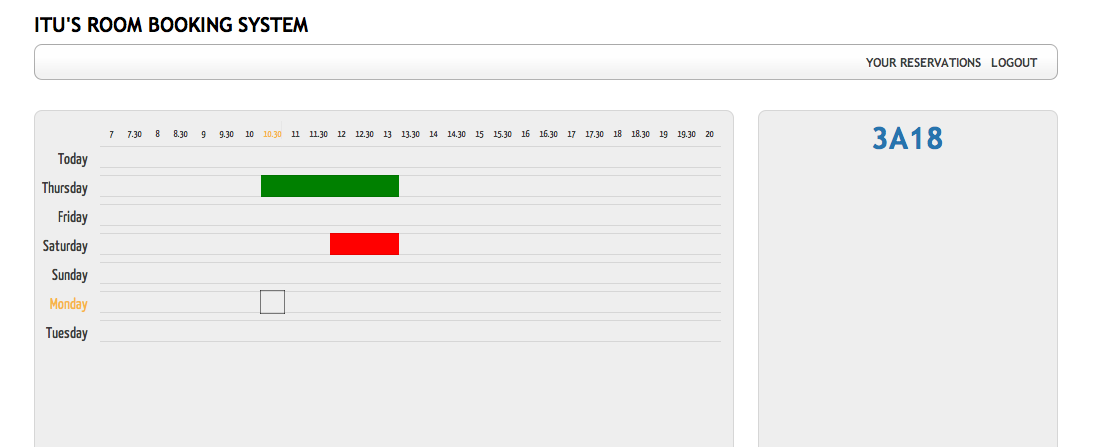 ITU'S ROOM BOOKING SYSTEM
YOUR RESERVATIONS LOGOUT
7 7.30 8 8.30 9 9.30 10 10.30 11 11.30 12 12.30 13 13.30 14 14.30 15 15.30 16 16.30 17 17.30 18 18.30 19 19.30 20
3A18
Today
Thursday
Friday
Saturday
Sunday
Monday
Tuesday